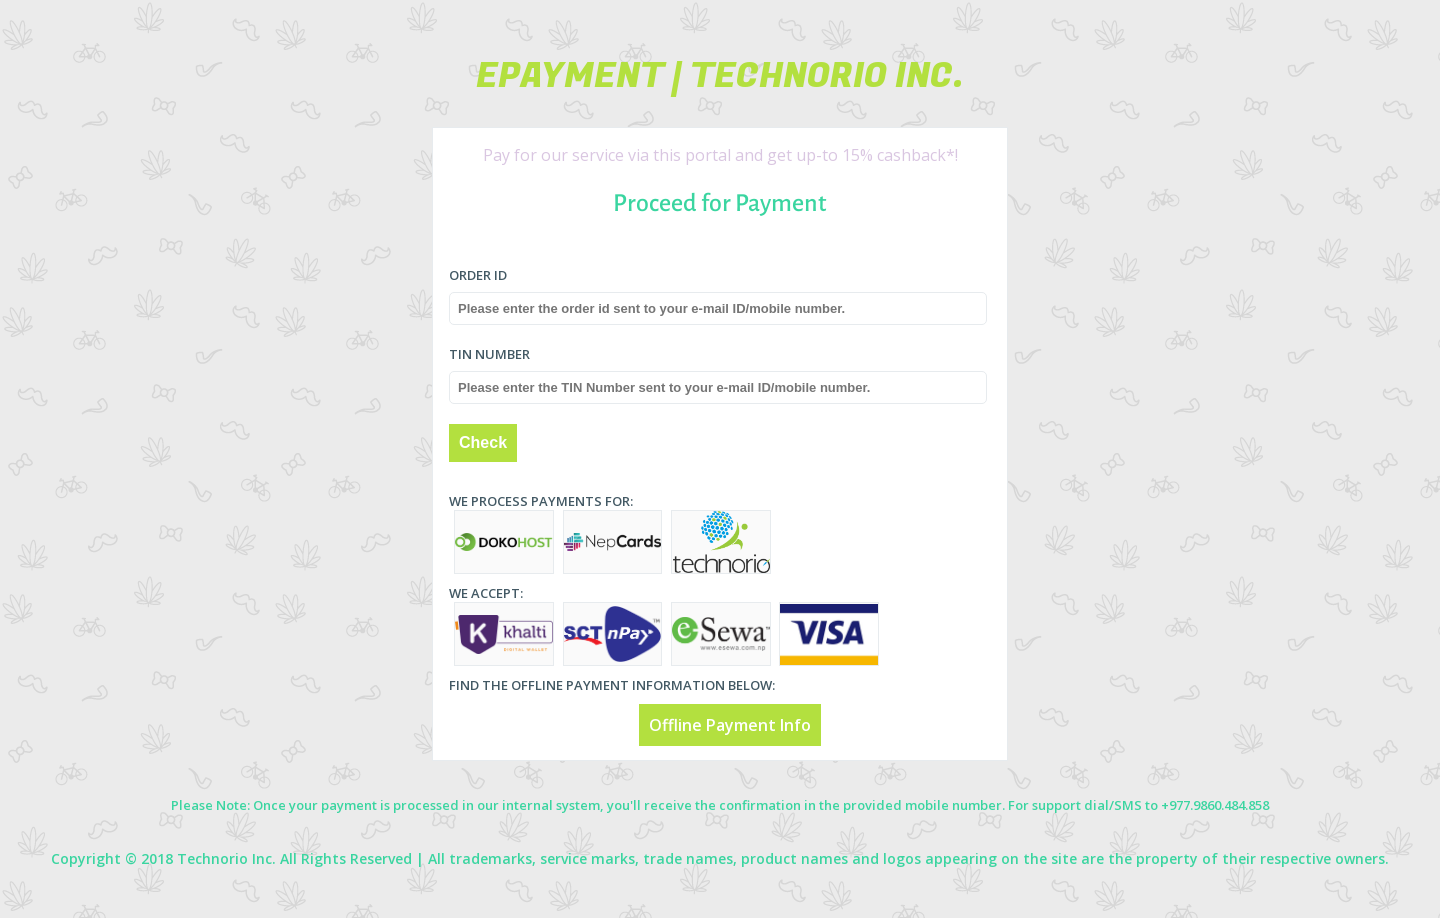 EPAYMENT | TECHNORIO INC.
Pay for our service via this portal and get up-to 15% cashback*!
Proceed for Payment
ORDER ID
Please enter the order id sent to your e-mail ID/mobile number.
TIN NUMBER
Please enter the TIN Number sent to your e-mail ID/mobile number.
Check
WE PROCESS PAYMENTS FOR:
DOKOHOST NepCards technorio
WE ACCEPT:
K khalti DIGITAL WALLET SCT nPay™ e-Sewa™ www.esewa.com.np VISA
FIND THE OFFLINE PAYMENT INFORMATION BELOW:
Offline Payment Info
Please Note: Once your payment is processed in our internal system, you'll receive the confirmation in the provided mobile number. For support dial/SMS to +977.9860.484.858
Copyright © 2018 Technorio Inc. All Rights Reserved | All trademarks, service marks, trade names, product names and logos appearing on the site are the property of their respective owners.